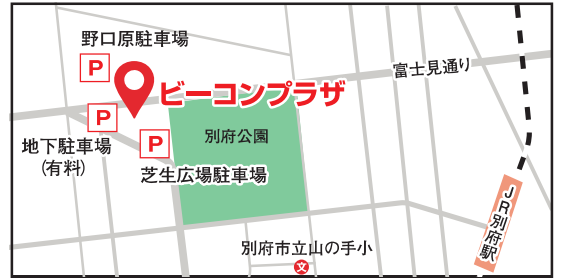 野口原駐車場
P
ビーコンプラザ
富士見通り
P
地下駐車場
(有料)
P
芝生広場駐車場
別府公園
JR別府駅
別府市立山の手小
文